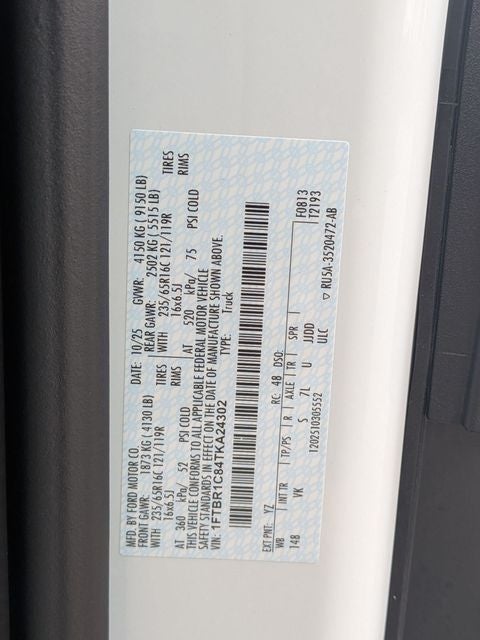 MFD. BY FORD MOTOR CO. DATE: 10/25 GVWR: 4150 KG ( 9150 LB)
FRONT GAWR: 1873 KG ( 4130 LB) REAR GAWR: 2502 KG ( 5515 LB)
WITH 235/65R16C 121/119R TIRES WITH 235/65R16C 121/119R TIRES
16x6.5J RIMS 16x6.5J RIMS
AT 360 kPa/ 52 PSI COLD AT 520 kPa/ 75 PSI COLD
THIS VEHICLE CONFORMS TO ALL APPLICABLE FEDERAL MOTOR VEHICLE
SAFETY STANDARDS IN EFFECT ON THE DATE OF MANUFACTURE SHOWN ABOVE.
VIN: 1FTBR1C84TKA24302 TYPE: Truck
F0813
T2193
EXT PNT: YZ RC: 48 DSO:
WB INT TR TP/PS R AXLE TR SPR
148 VK S 7L U JJDD
1202510305552 ULC ▽ RU5A-3520472-AB